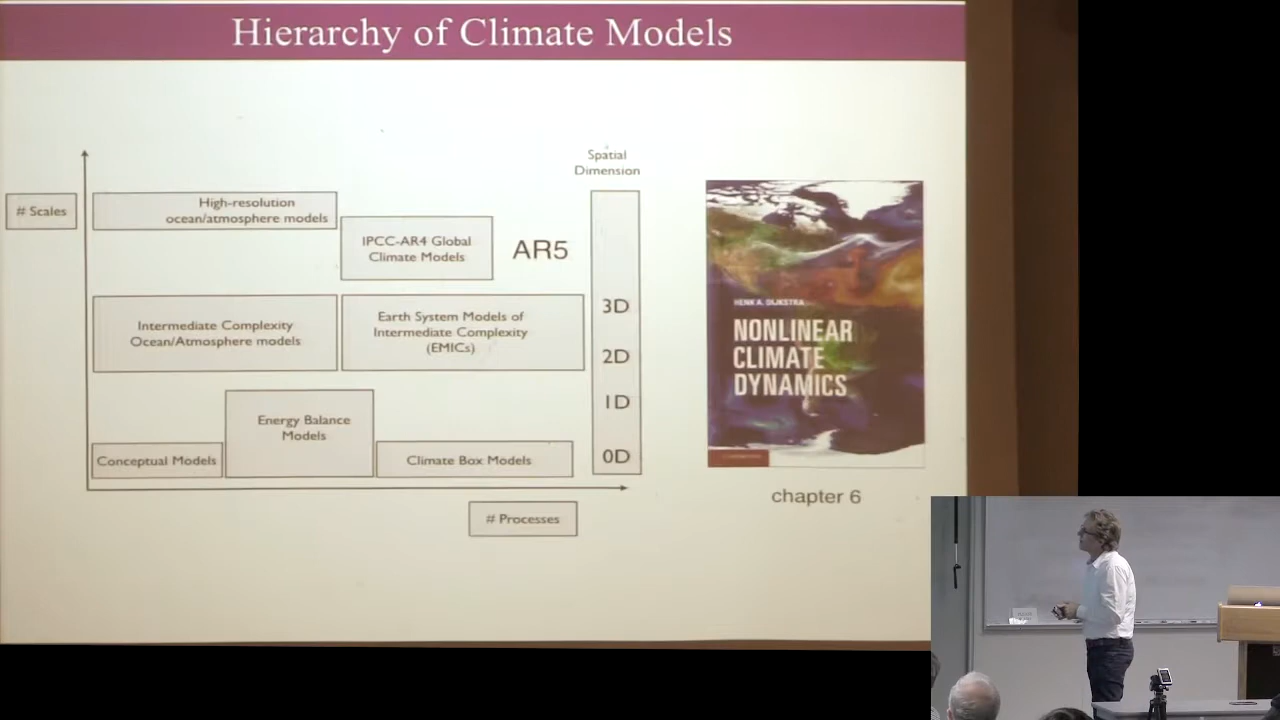 Hierarchy of Climate Models
Spatial
Dimension
# Scales
High-resolution
ocean/atmosphere models
IPCC-AR4 Global
Climate Models
AR5
Intermediate Complexity
Ocean/Atmosphere models
Earth System Models of
Intermediate Complexity
(EMICs)
3D
2D
1D
0D
Energy Balance
Models
Conceptual Models
Climate Box Models
# Processes
HENK A. DIJKSTRA
NONLINEAR
CLIMATE
DYNAMICS
chapter 6